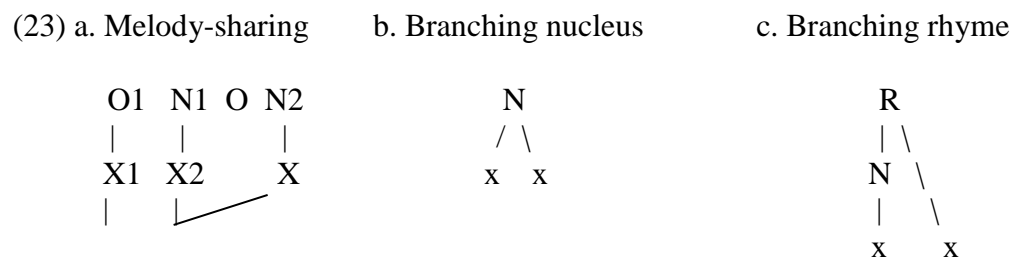 (23) a. Melody-sharing b. Branching nucleus c. Branching rhyme
O1 N1 O N2 N R
X1 X2 X x x N
x x